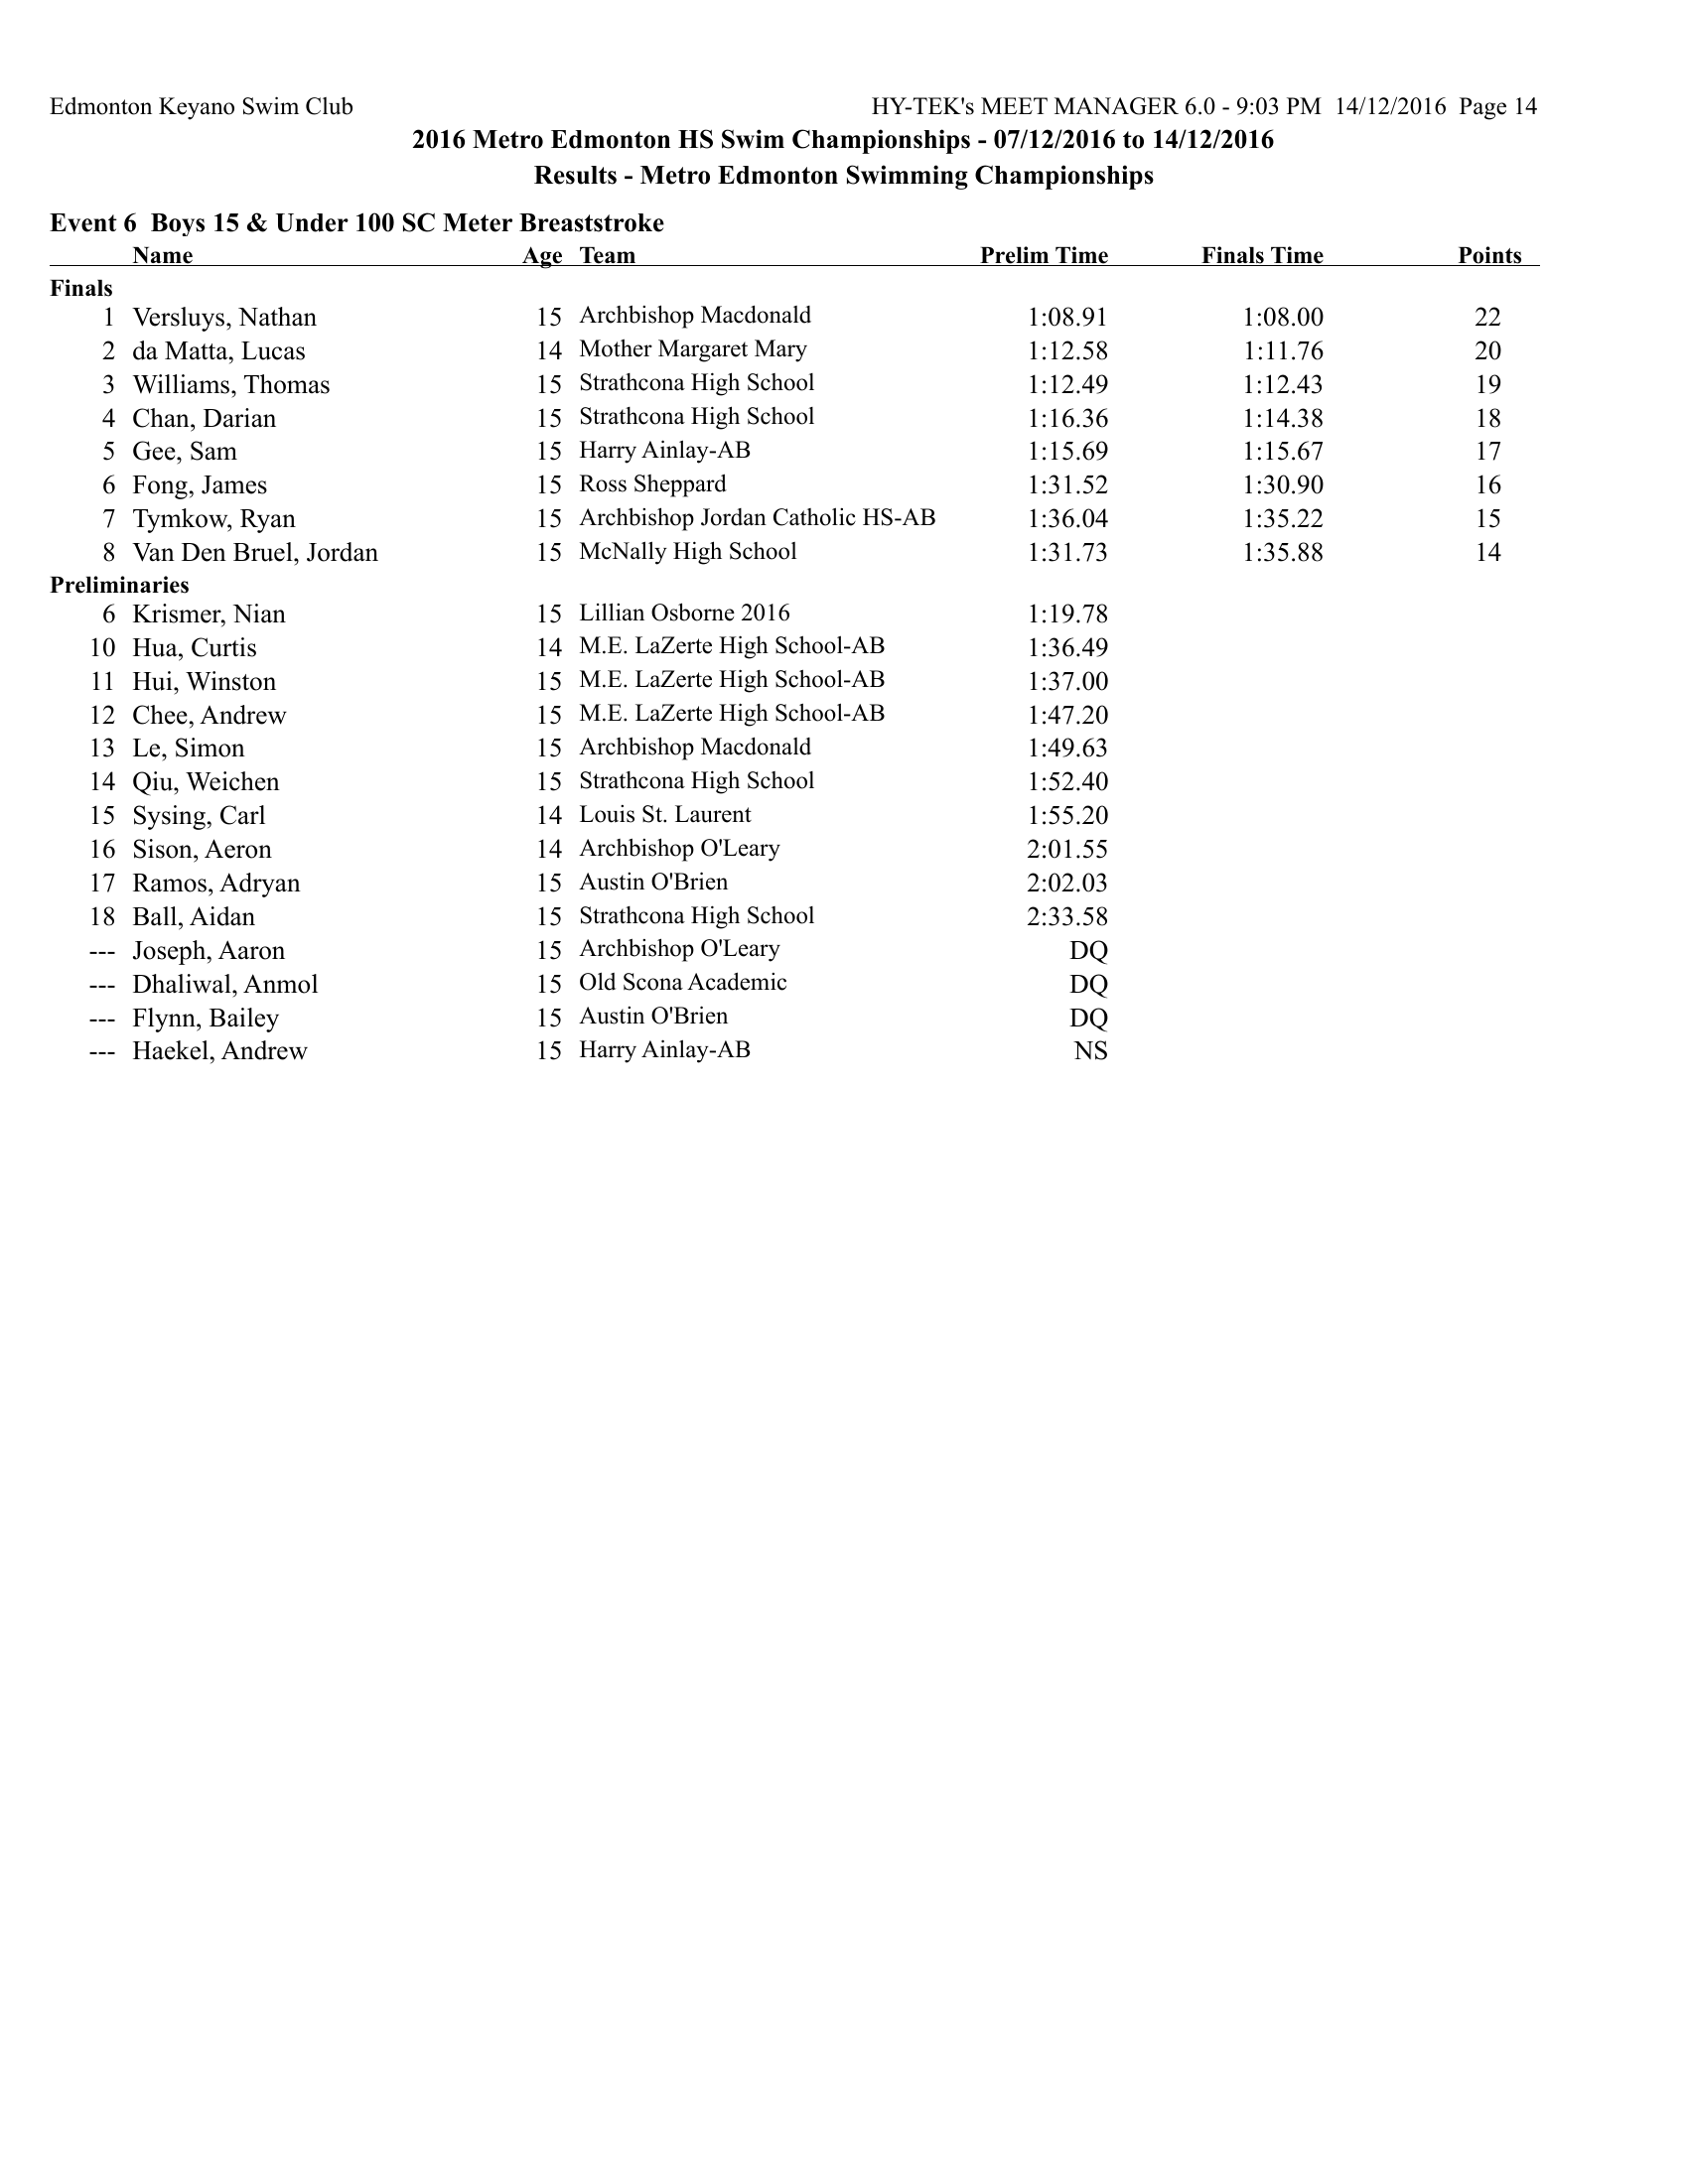 Edmonton Keyano Swim Club HY-TEK's MEET MANAGER 6.0 - 9:03 PM 14/12/2016 Page 14
2016 Metro Edmonton HS Swim Championships - 07/12/2016 to 14/12/2016
Results - Metro Edmonton Swimming Championships
Event 6 Boys 15 & Under 100 SC Meter Breaststroke
Name Age Team Prelim Time Finals Time Points
Finals
1 Versluys, Nathan 15 Archbishop Macdonald 1:08.91 1:08.00 22
2 da Matta, Lucas 14 Mother Margaret Mary 1:12.58 1:11.76 20
3 Williams, Thomas 15 Strathcona High School 1:12.49 1:12.43 19
4 Chan, Darian 15 Strathcona High School 1:16.36 1:14.38 18
5 Gee, Sam 15 Harry Ainlay-AB 1:15.69 1:15.67 17
6 Fong, James 15 Ross Sheppard 1:31.52 1:30.90 16
7 Tymkow, Ryan 15 Archbishop Jordan Catholic HS-AB 1:36.04 1:35.22 15
8 Van Den Bruel, Jordan 15 McNally High School 1:31.73 1:35.88 14
Preliminaries
6 Krismer, Nian 15 Lillian Osborne 2016 1:19.78
10 Hua, Curtis 14 M.E. LaZerte High School-AB 1:36.49
11 Hui, Winston 15 M.E. LaZerte High School-AB 1:37.00
12 Chee, Andrew 15 M.E. LaZerte High School-AB 1:47.20
13 Le, Simon 15 Archbishop Macdonald 1:49.63
14 Qiu, Weichen 15 Strathcona High School 1:52.40
15 Sysing, Carl 14 Louis St. Laurent 1:55.20
16 Sison, Aeron 14 Archbishop O'Leary 2:01.55
17 Ramos, Adryan 15 Austin O'Brien 2:02.03
18 Ball, Aidan 15 Strathcona High School 2:33.58
--- Joseph, Aaron 15 Archbishop O'Leary DQ
--- Dhaliwal, Anmol 15 Old Scona Academic DQ
--- Flynn, Bailey 15 Austin O'Brien DQ
--- Haekel, Andrew 15 Harry Ainlay-AB NS